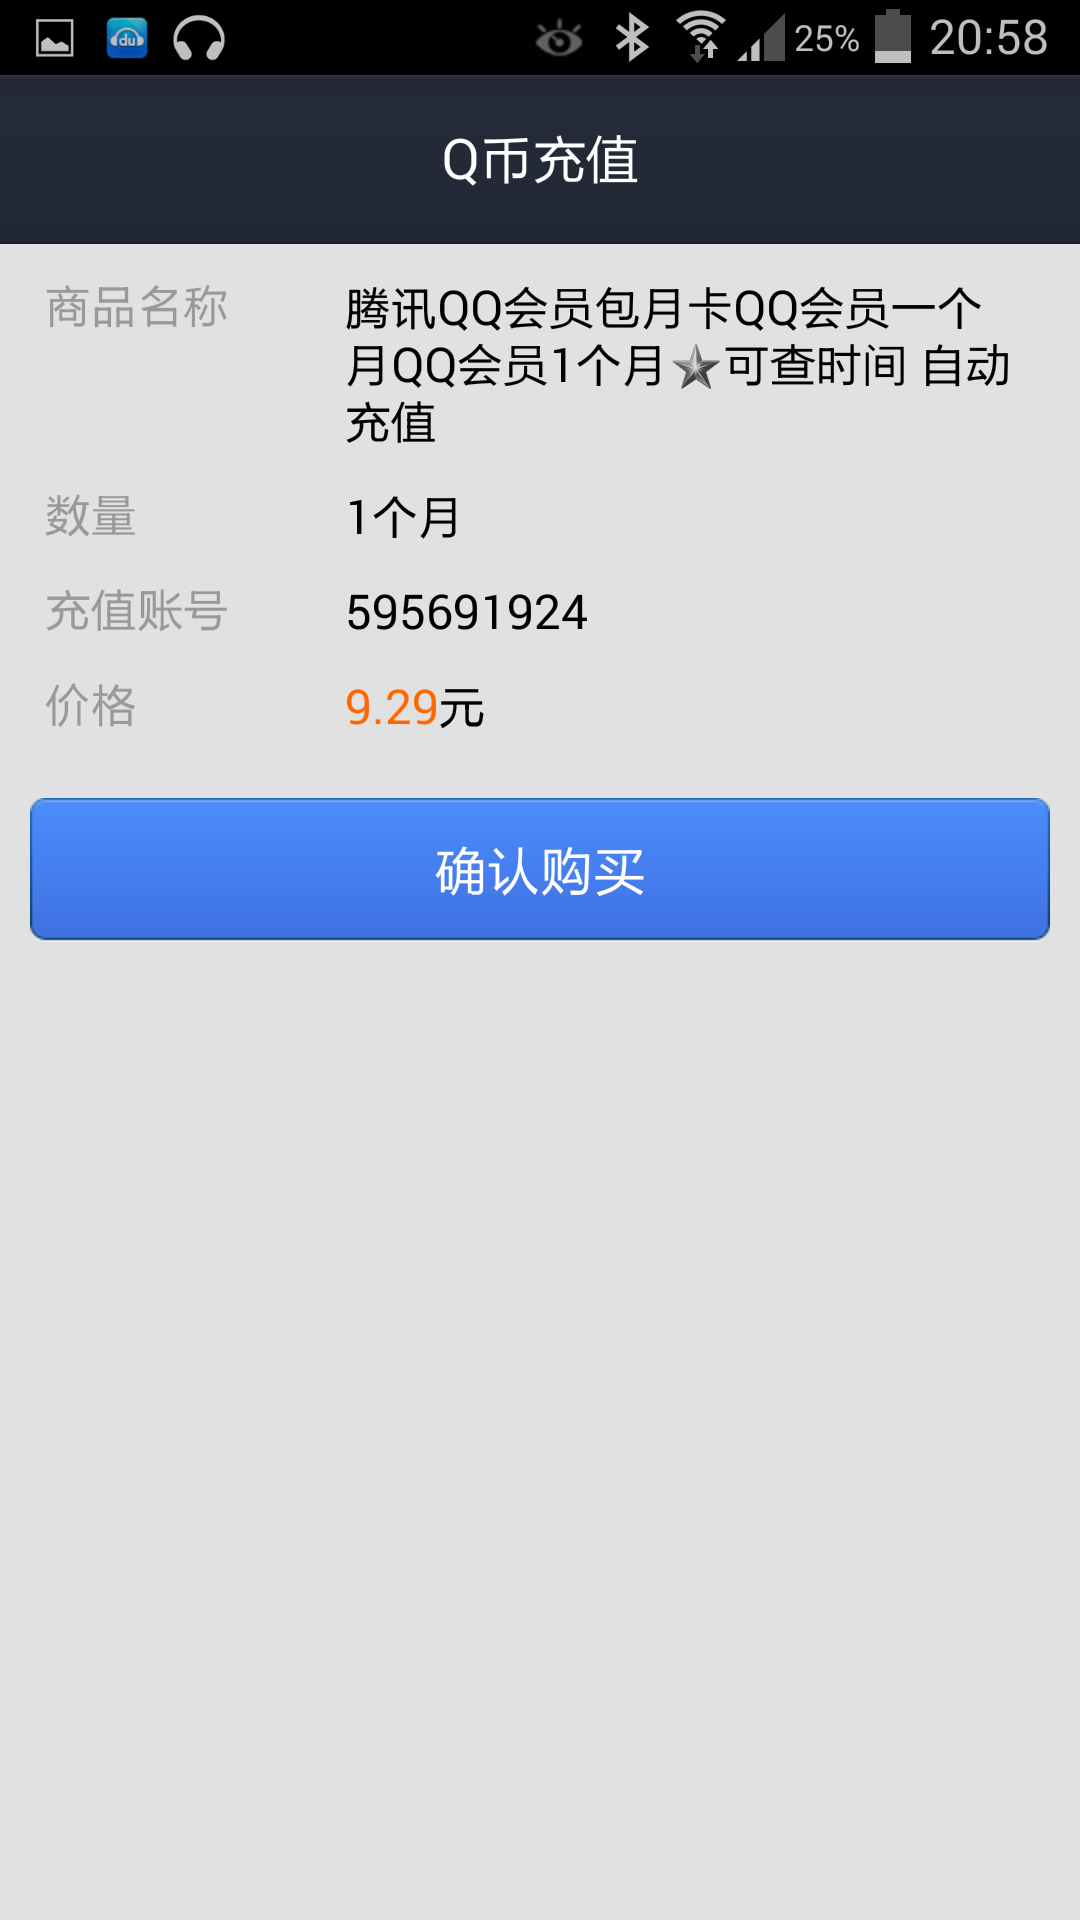 du 25% 20:58
Q币充值
商品名称 腾讯QQ会员包月卡QQ会员一个
月QQ会员1个月★可查时间 自动
充值
数量 1个月
充值账号 595691924
价格 9.29元
确认购买